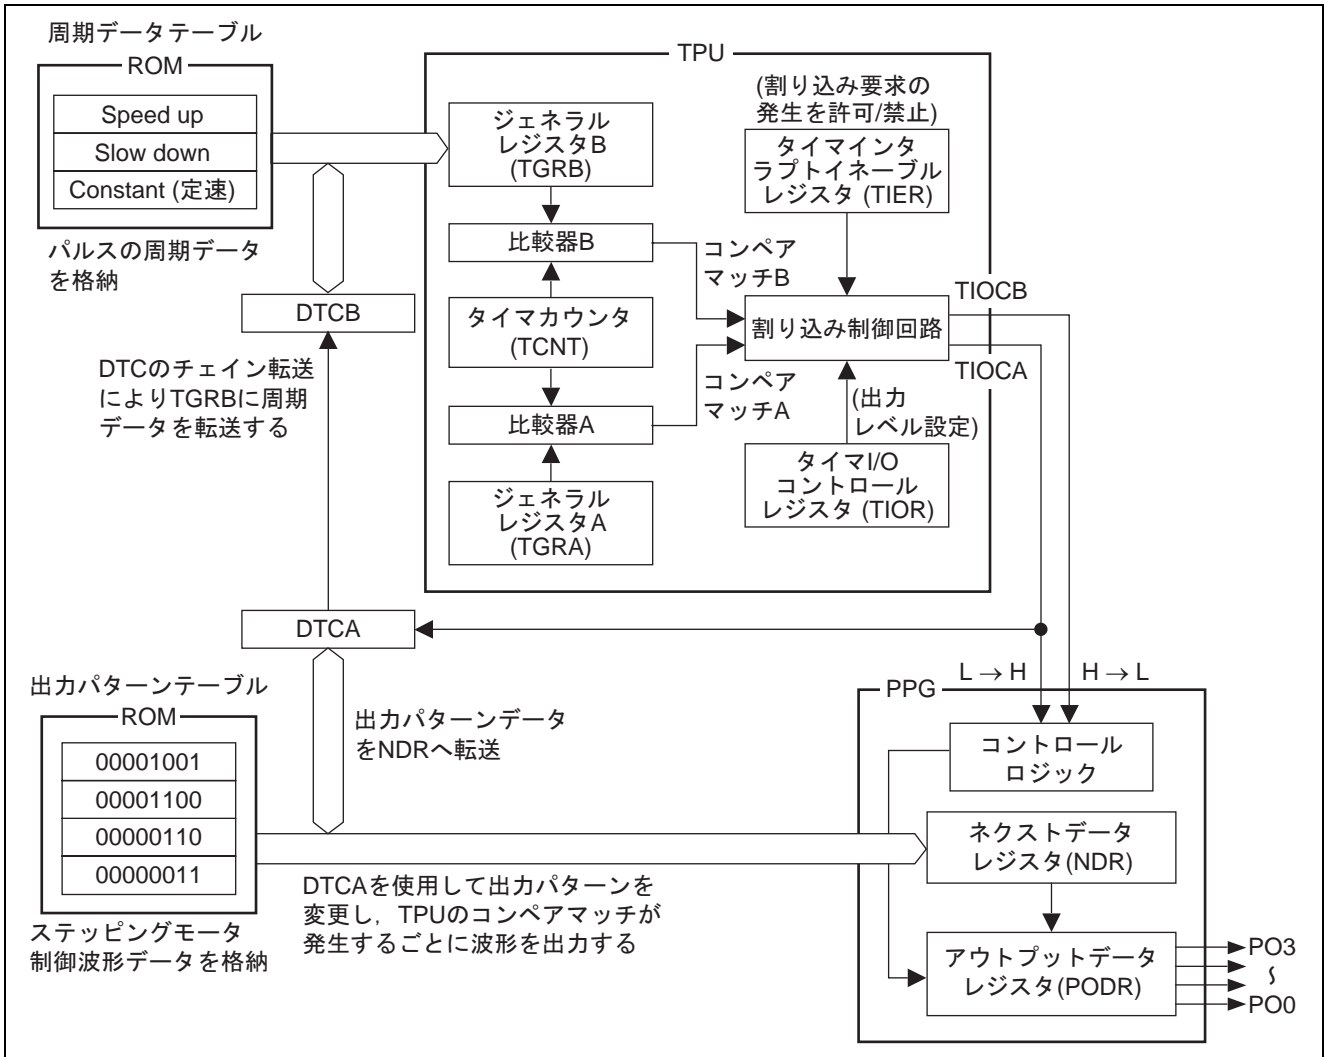 周期データテーブル
ROM
Speed up
Slow down
Constant (定速)
パルスの周期データ
を格納
DTCB
DTCのチェイン転送
によりTGRBに周期
データを転送する
TPU
ジェネラル
レジスタB
(TGRB)
比較器B
タイマカウンタ
(TCNT)
比較器A
ジェネラル
レジスタA
(TGRA)
(割り込み要求の
発生を許可/禁止)
タイマインタ
ラプトイネーブル
レジスタ (TIER)
コンペア
マッチB
割り込み制御回路
コンペア
マッチA
(出力
レベル設定)
タイマI/O
コントロール
レジスタ (TIOR)
TIOCB
TIOCA
DTCA
出力パターンテーブル
ROM
00001001
00001100
00000110
00000011
ステッピングモータ
制御波形データを格納
出力パターンデータ
をNDRへ転送
DTCAを使用して出力パターンを
変更し，TPUのコンペアマッチが
発生するごとに波形を出力する
L → H
H → L
PPG
コントロール
ロジック
ネクストデータ
レジスタ(NDR)
アウトプットデータ
レジスタ(PODR)
PO3
〜
PO0